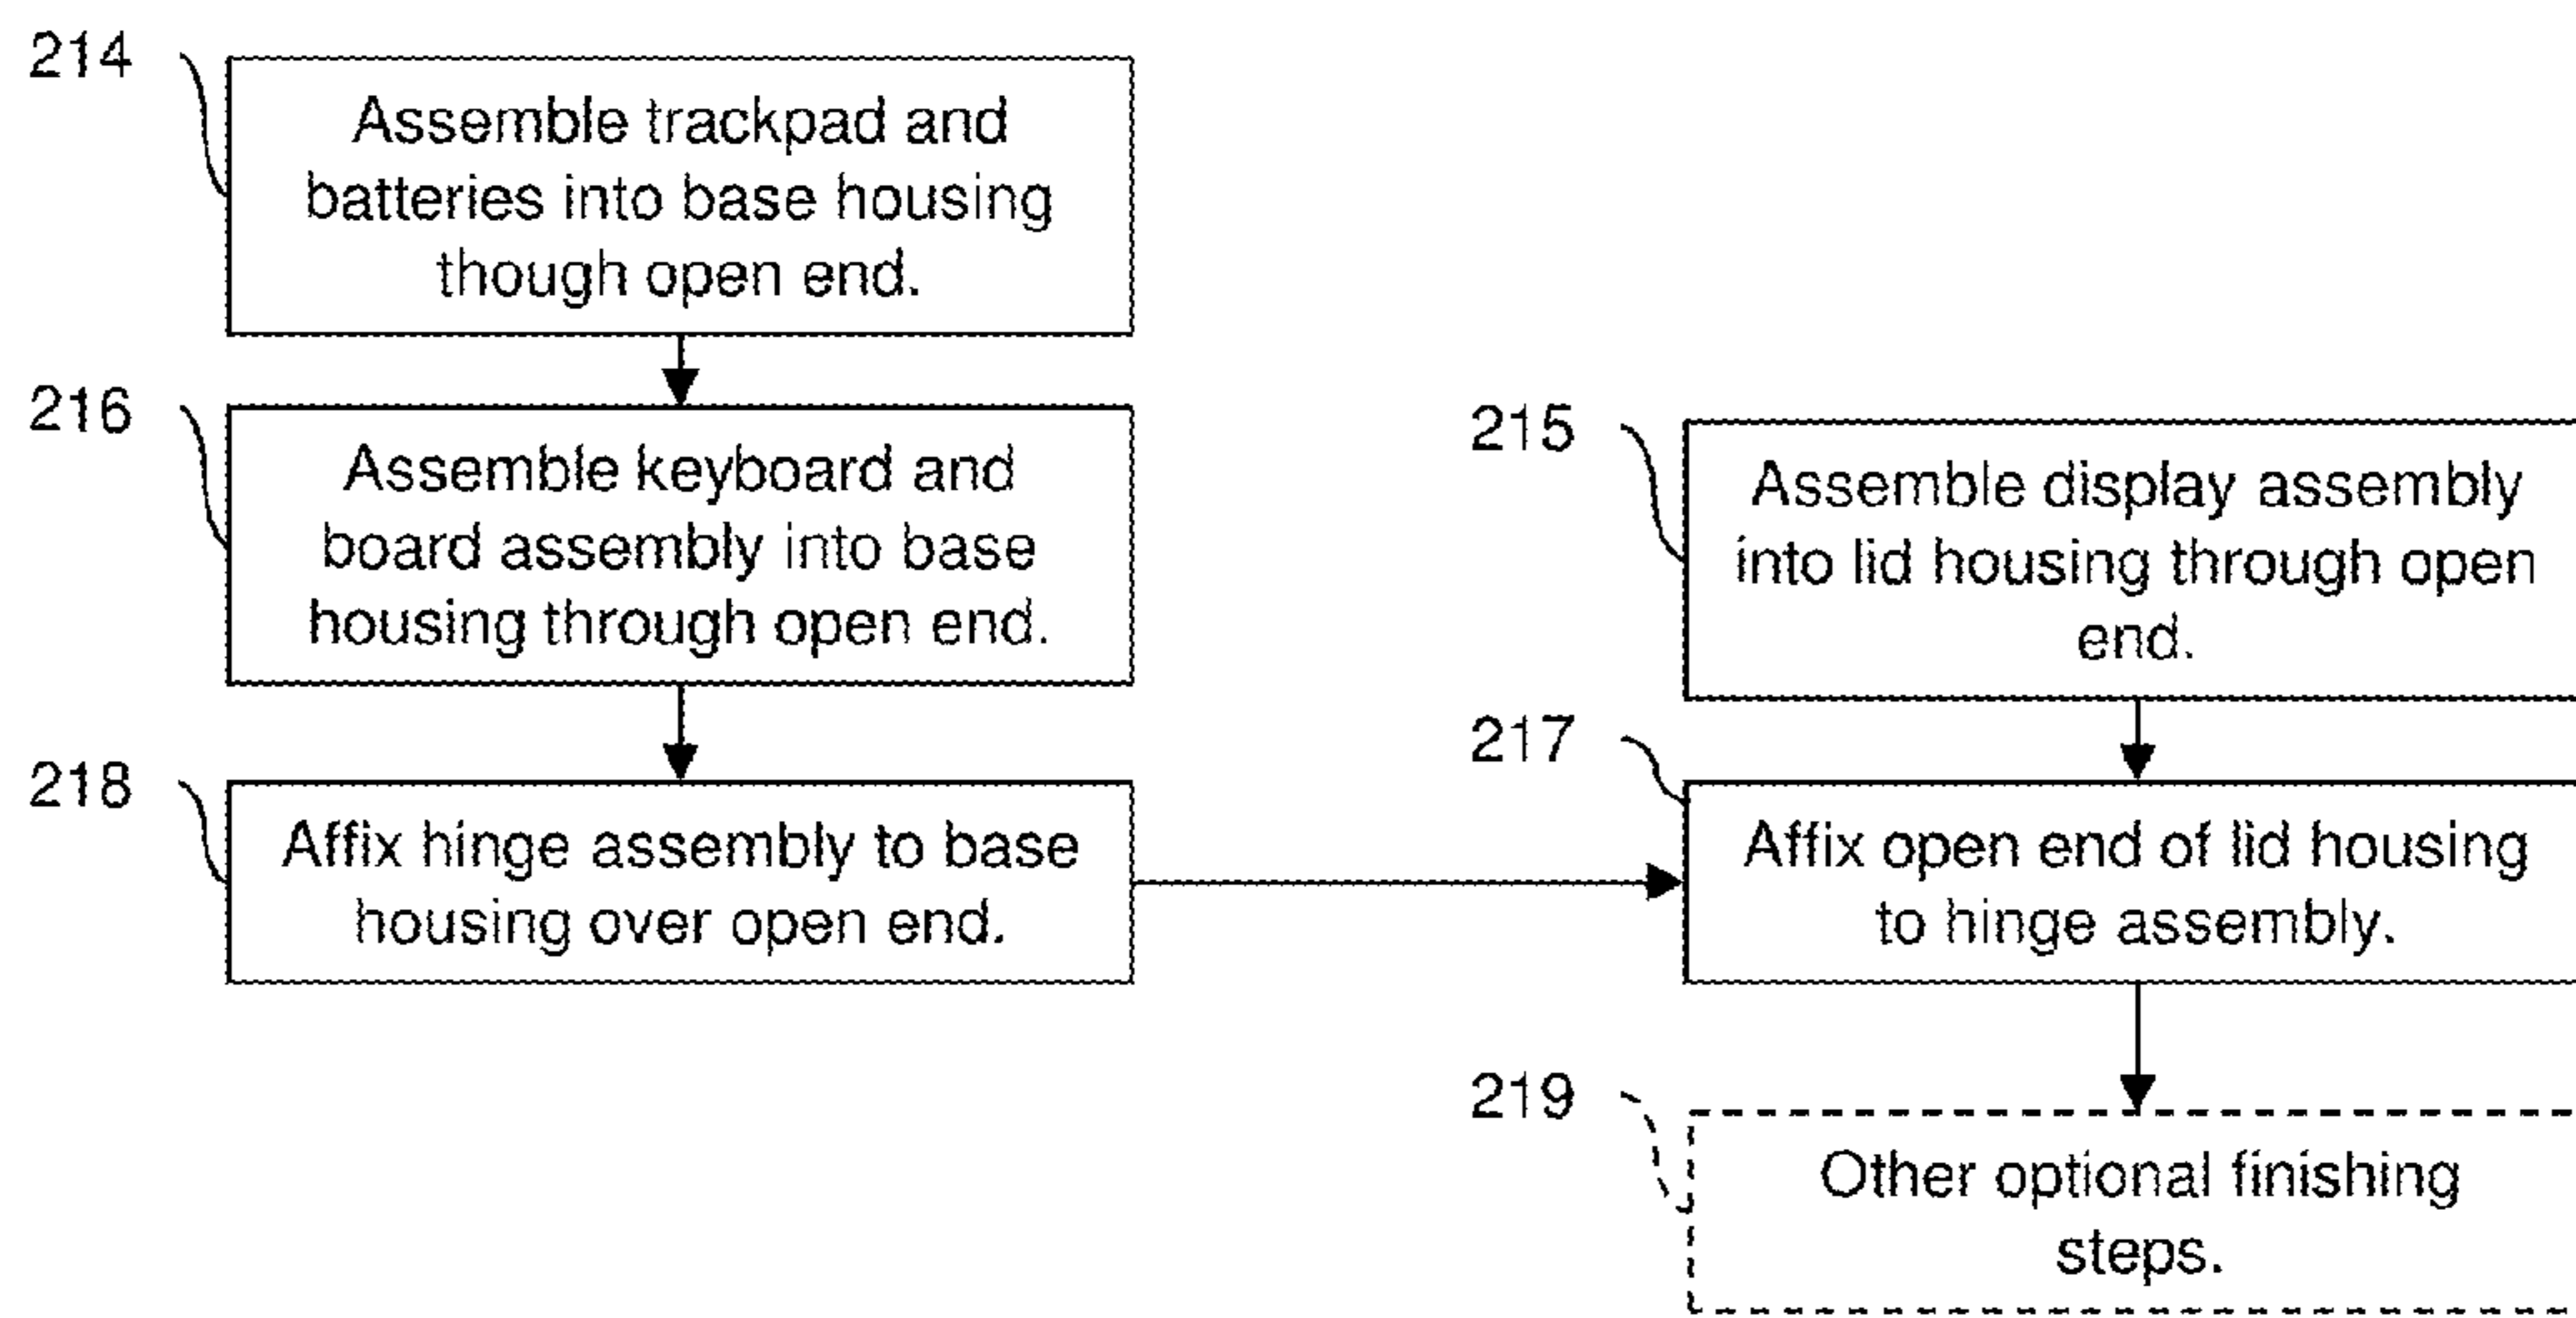 214
Assemble trackpad and
batteries into base housing
though open end.
216
Assemble keyboard and
board assembly into base
housing through open end.
218
Affix hinge assembly to base
housing over open end.
215
Assemble display assembly
into lid housing through open
end.
217
Affix open end of lid housing
to hinge assembly.
219
Other optional finishing
steps.